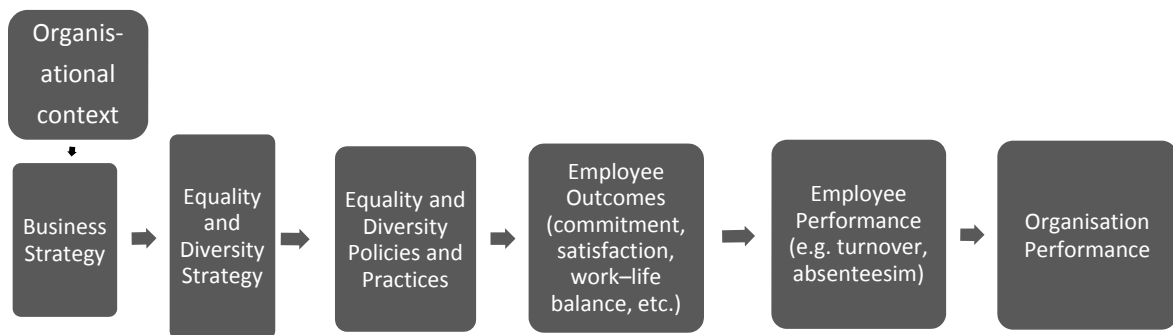 Organis-
ational
context
Business
Strategy
Equality
and
Diversity
Strategy
Equality and
Diversity
Policies and
Practices
Employee
Outcomes
(commitment,
satisfaction,
work–life
balance, etc.)
Employee
Performance
(e.g. turnover,
absenteesim)
Organisation
Performance